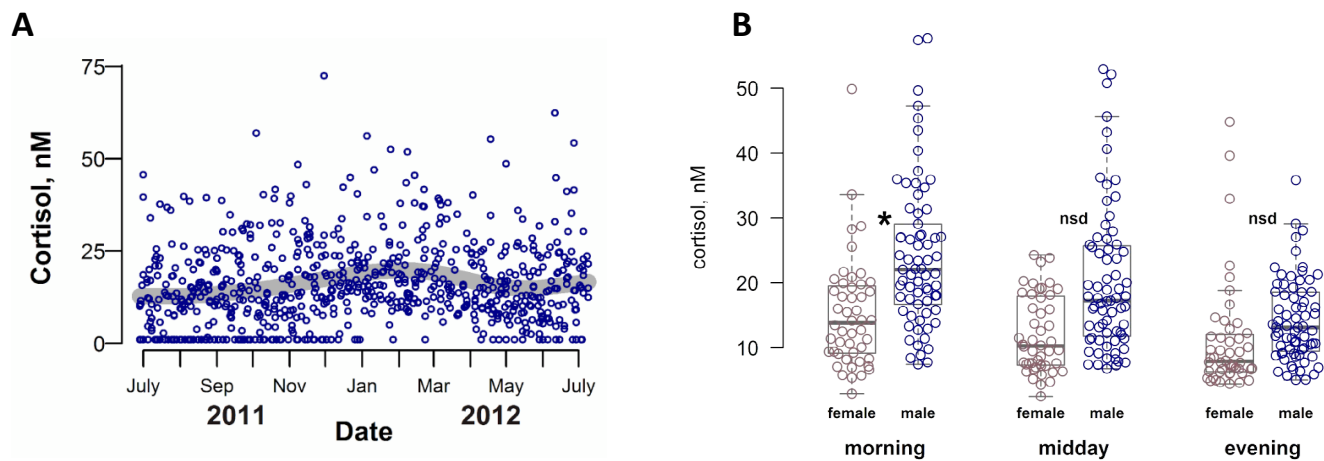 A
75
50
25
0
Cortisol, nM
July Sep Nov Jan Mar May July
2011 2012
Date
B
50
40
30
20
10
cortisol, nM
*
nsd
nsd
female male female male female male
morning midday evening